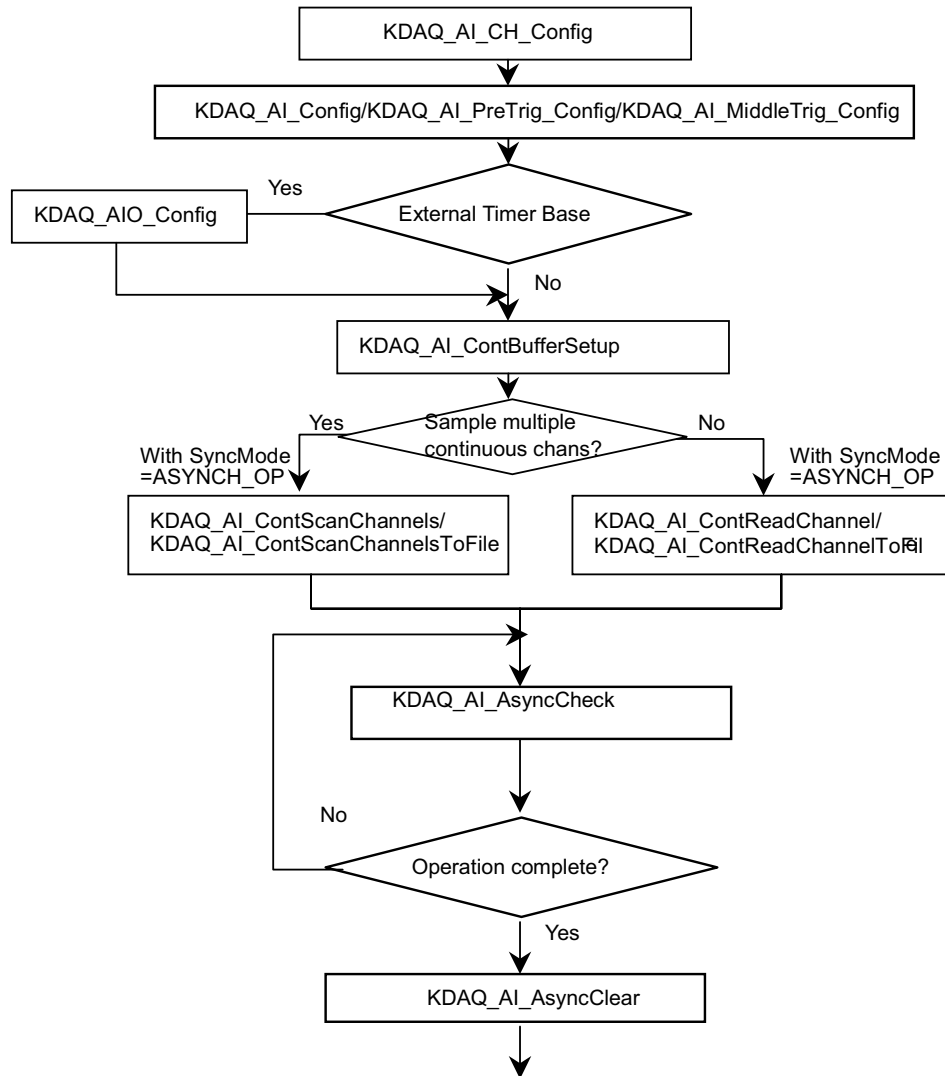 KDAQ_AI_CH_Config
KDAQ_AI_Config/KDAQ_AI_PreTrig_Config/KDAQ_AI_MiddleTrig_Config
Yes
KDAQ_AIO_Config
External Timer Base
No
KDAQ_AI_ContBufferSetup
Yes
Sample multiple
continuous chans?
No
With SyncMode
=ASYNCH_OP
With SyncMode
=ASYNCH_OP
KDAQ_AI_ContScanChannels/
KDAQ_AI_ContScanChannelsToFile
KDAQ_AI_ContReadChannel/
KDAQ_AI_ContReadChannelToFile
KDAQ_AI_AsyncCheck
No
Operation complete?
Yes
KDAQ_AI_AsyncClear